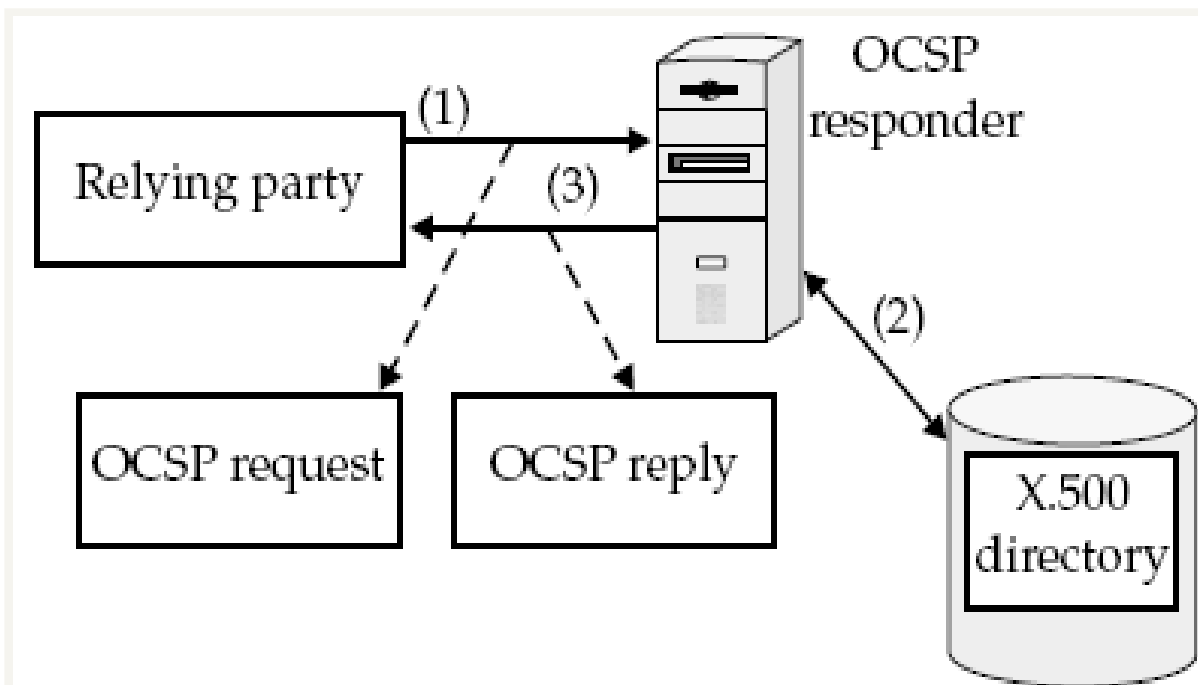 OCSP
responder
(1)
Relying party
(3)
(2)
OCSP request
OCSP reply
X.500
directory